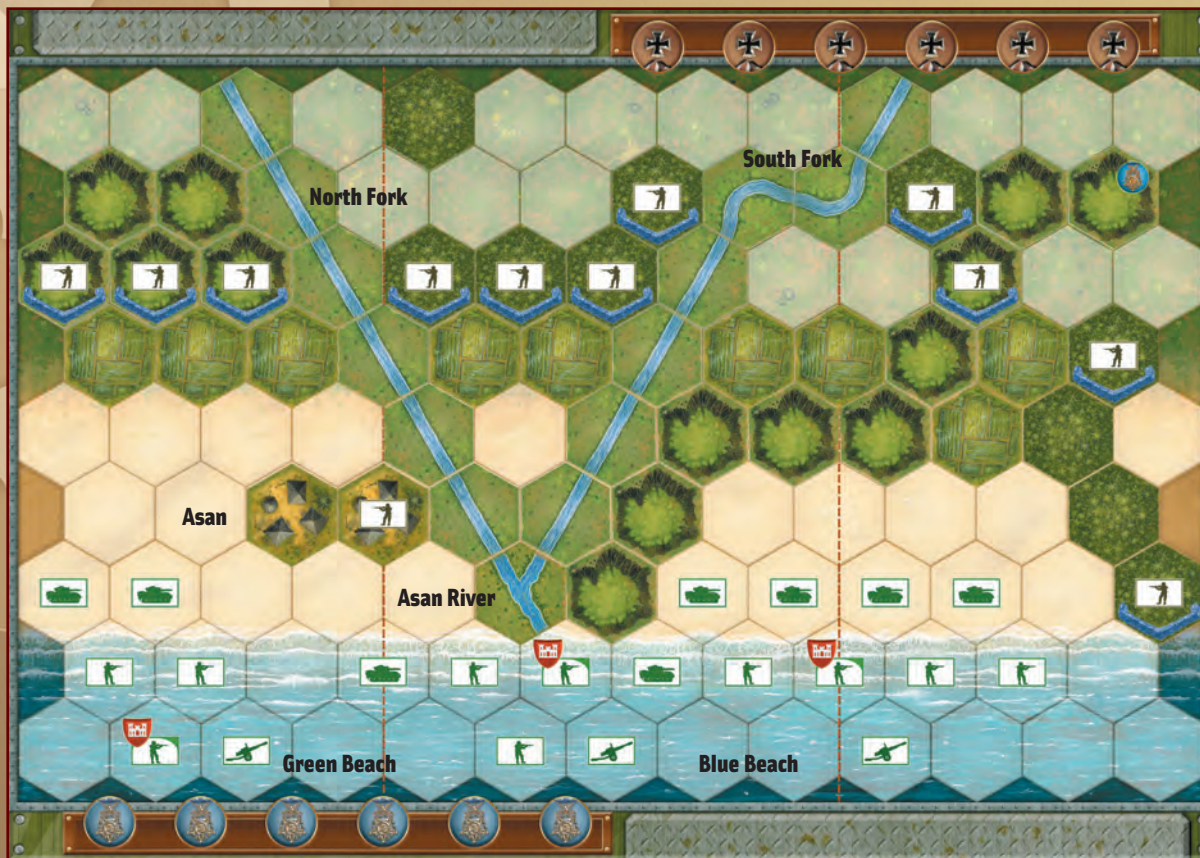 South Fork
North Fork
Asan
Asan River
Green Beach
Blue Beach